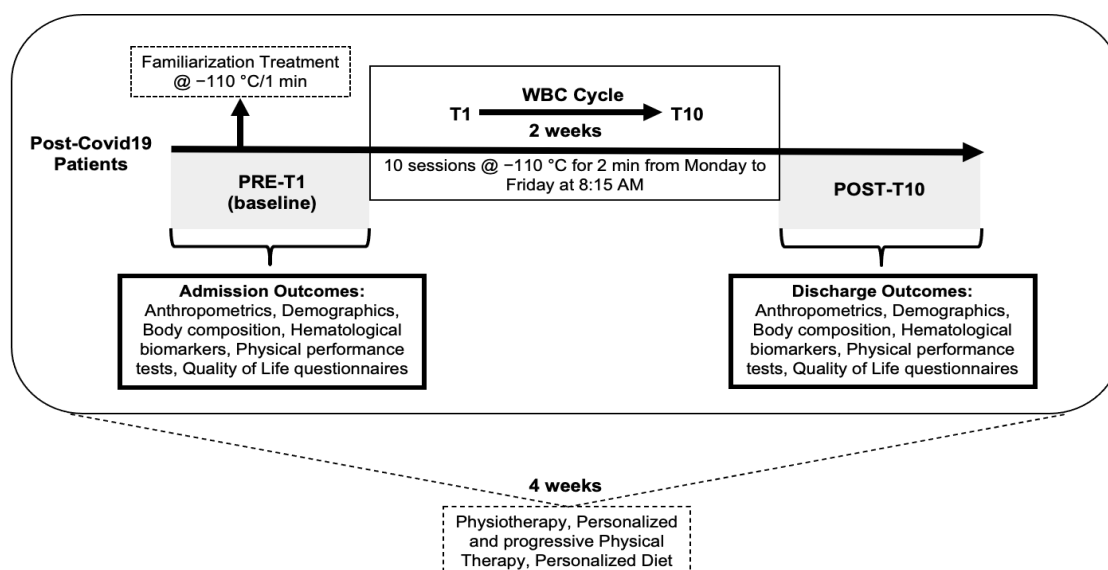 Familiarization Treatment
@ −110 °C/1 min
WBC Cycle
T1
T10
2 weeks
Post-Covid19
Patients
10 sessions @ −110 °C for 2 min from Monday to
Friday at 8:15 AM
PRE-T1
(baseline)
POST-T10
Admission Outcomes:
Anthropometrics, Demographics,
Body composition, Hematological
biomarkers, Physical performance
tests, Quality of Life questionnaires
Discharge Outcomes:
Anthropometrics, Demographics,
Body composition, Hematological
biomarkers, Physical performance
tests, Quality of Life questionnaires
4 weeks
Physiotherapy, Personalized
and progressive Physical
Therapy, Personalized Diet